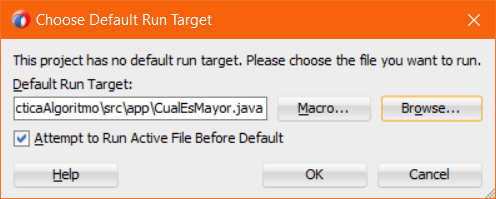 Choose Default Run Target
This project has no default run target. Please choose the file you want to run.
Default Run Target:
cticaAlgoritmo\src\app\CualEsMayor.java Macro... Browse...
Attempt to Run Active File Before Default
Help OK Cancel